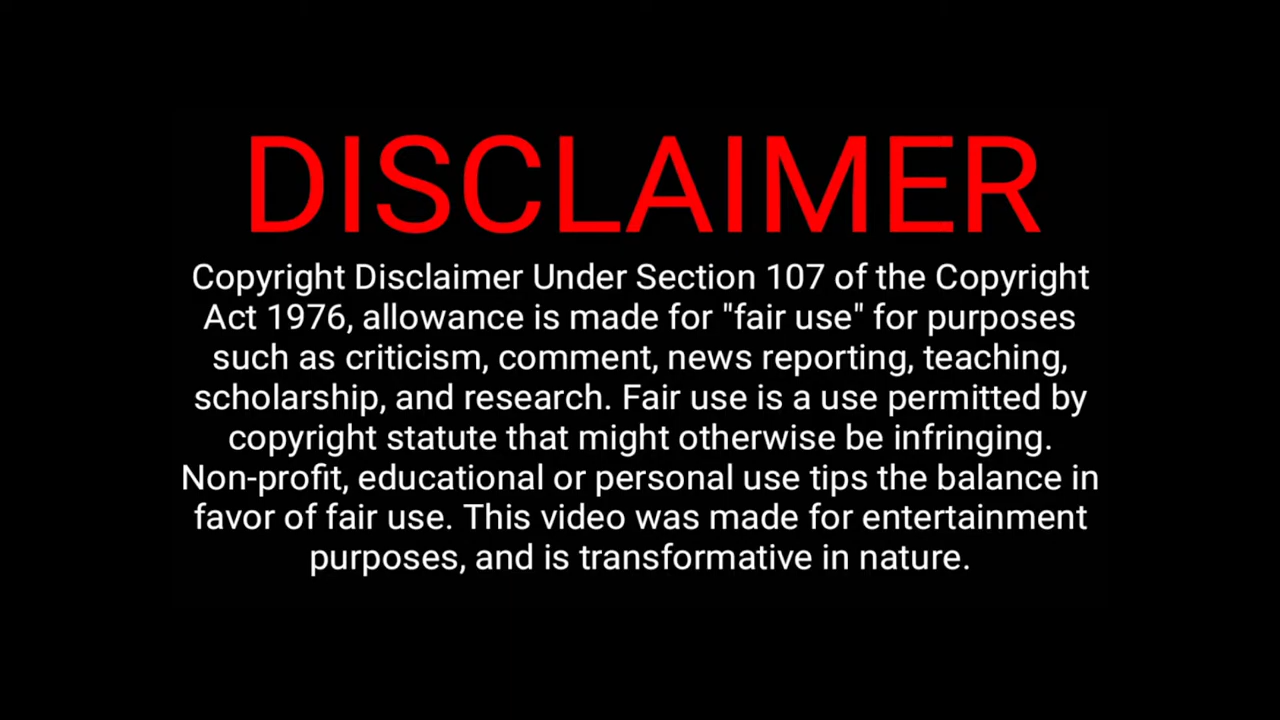 DISCLAIMER
Copyright Disclaimer Under Section 107 of the Copyright
Act 1976, allowance is made for "fair use" for purposes
such as criticism, comment, news reporting, teaching,
scholarship, and research. Fair use is a use permitted by
copyright statute that might otherwise be infringing.
Non-profit, educational or personal use tips the balance in
favor of fair use. This video was made for entertainment
purposes, and is transformative in nature.